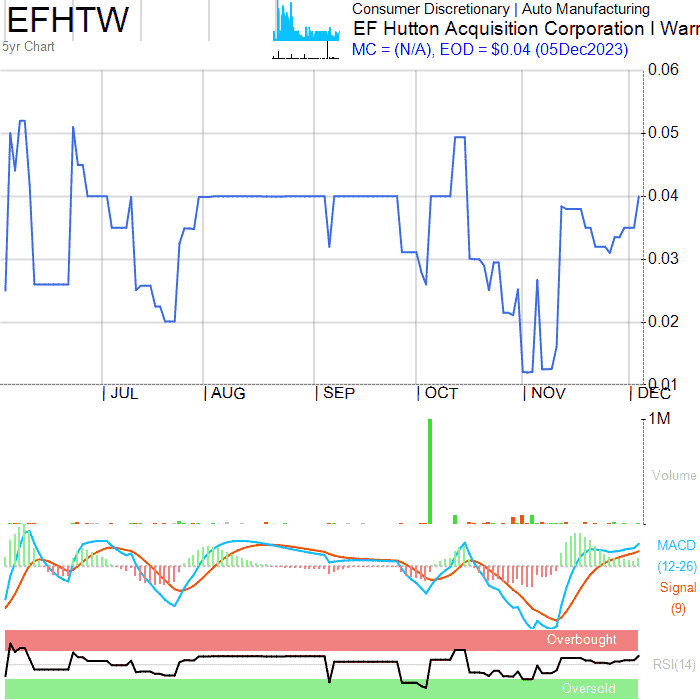 EFHTW
5yr Chart
Consumer Discretionary | Auto Manufacturing
EF Hutton Acquisition Corporation I Warr
MC = (N/A), EOD = $0.04 (05Dec2023)
0.06
0.05
0.04
0.03
0.02
0.01
| JUL | AUG | SEP | OCT | NOV | DEC
1M
Volume
MACD
(12-26)
Signal
(9)
Overbought
RSI(14)
Oversold